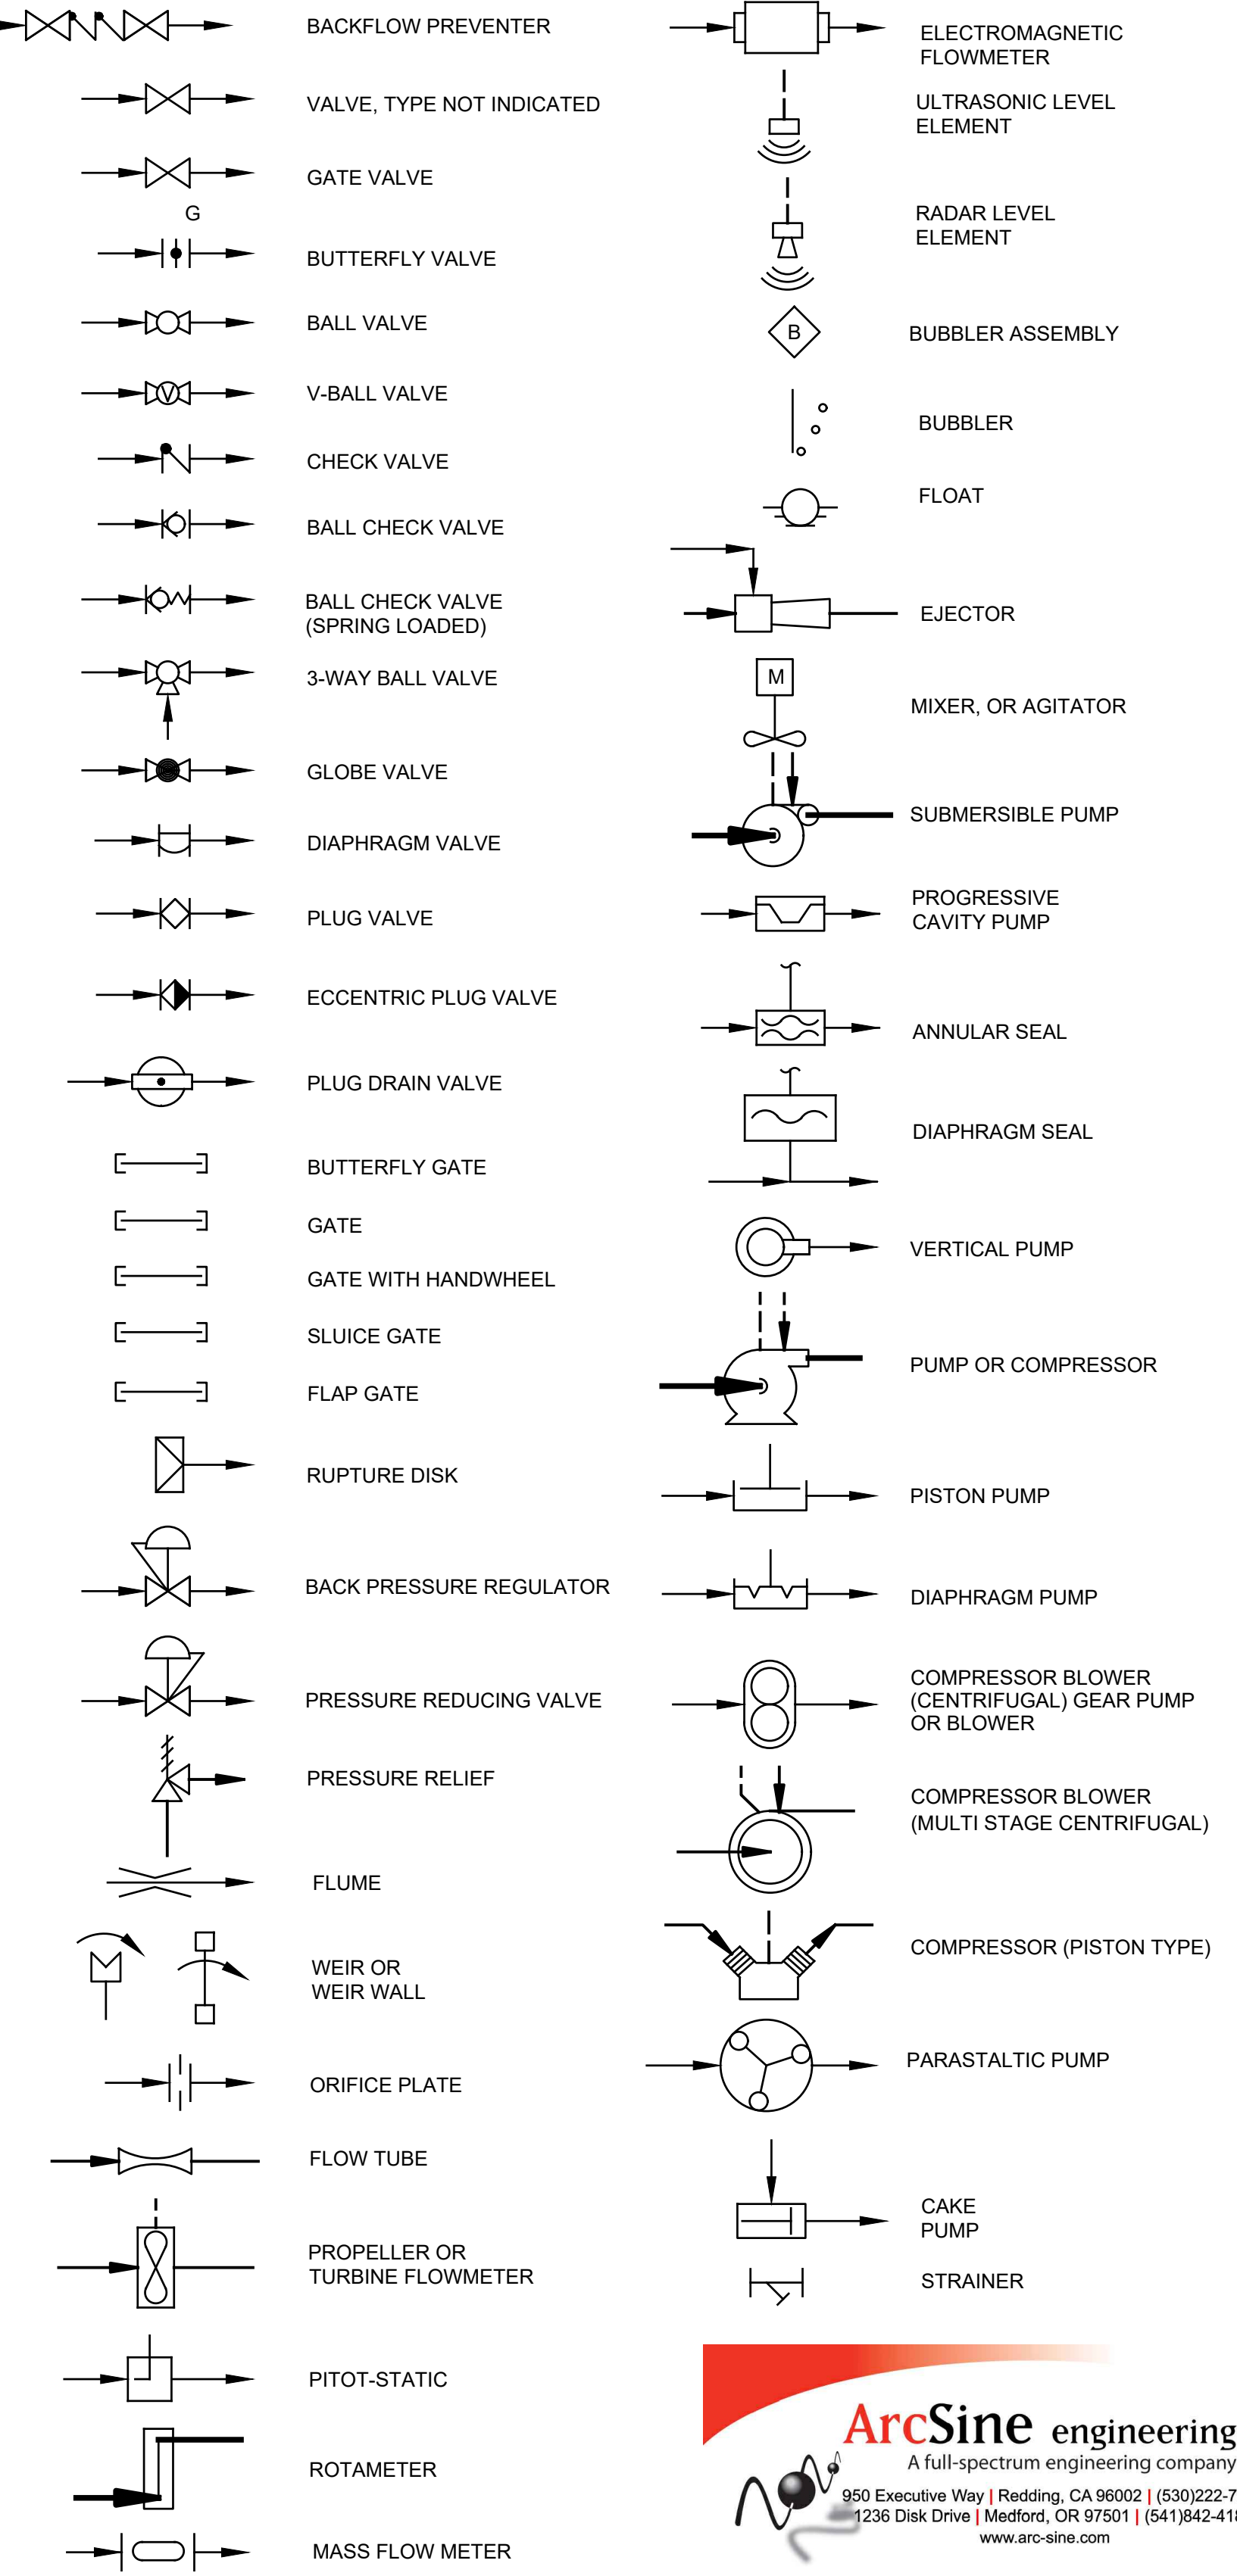 BACKFLOW PREVENTER
VALVE, TYPE NOT INDICATED
GATE VALVE
G
BUTTERFLY VALVE
BALL VALVE
V
V-BALL VALVE
CHECK VALVE
BALL CHECK VALVE
BALL CHECK VALVE
(SPRING LOADED)
3-WAY BALL VALVE
GLOBE VALVE
DIAPHRAGM VALVE
PLUG VALVE
ECCENTRIC PLUG VALVE
PLUG DRAIN VALVE
BUTTERFLY GATE
GATE
GATE WITH HANDWHEEL
SLUICE GATE
FLAP GATE
RUPTURE DISK
BACK PRESSURE REGULATOR
PRESSURE REDUCING VALVE
PRESSURE RELIEF
FLUME
WEIR OR
WEIR WALL
ORIFICE PLATE
FLOW TUBE
PROPELLER OR
TURBINE FLOWMETER
PITOT-STATIC
ROTAMETER
MASS FLOW METER
ELECTROMAGNETIC
FLOWMETER
ULTRASONIC LEVEL
ELEMENT
RADAR LEVEL
ELEMENT
B
BUBBLER ASSEMBLY
BUBBLER
FLOAT
EJECTOR
M
MIXER, OR AGITATOR
SUBMERSIBLE PUMP
PROGRESSIVE
CAVITY PUMP
ANNULAR SEAL
DIAPHRAGM SEAL
VERTICAL PUMP
PUMP OR COMPRESSOR
PISTON PUMP
DIAPHRAGM PUMP
COMPRESSOR BLOWER
(CENTRIFUGAL) GEAR PUMP
OR BLOWER
COMPRESSOR BLOWER
(MULTI STAGE CENTRIFUGAL)
COMPRESSOR (PISTON TYPE)
PARASTALTIC PUMP
CAKE
PUMP
STRAINER
ArcSine engineering
A full-spectrum engineering company
950 Executive Way | Redding, CA 96002 | (530)222-7
1236 Disk Drive | Medford, OR 97501 | (541)842-418
www.arc-sine.com